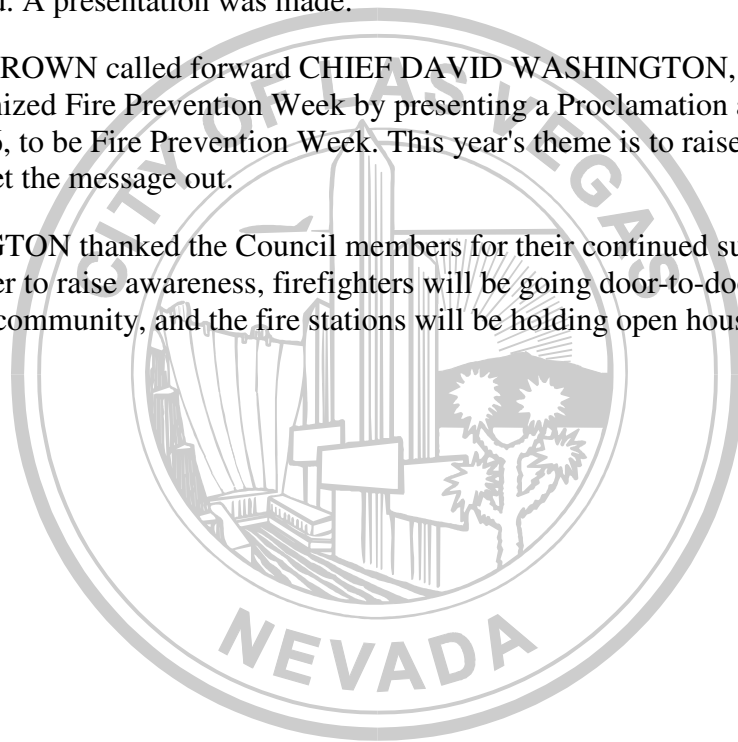 . A presentation was made.
ROWN called forward CHIEF DAVID WASHINGTON,
nized Fire Prevention Week by presenting a Proclamation
, to be Fire Prevention Week. This year's theme is to raise
et the message out.
GTON thanked the Council members for their continued su
er to raise awareness, firefighters will be going door-to-doo
community, and the fire stations will be holding open hous
CITY OF LAS VEGAS
NEVADA